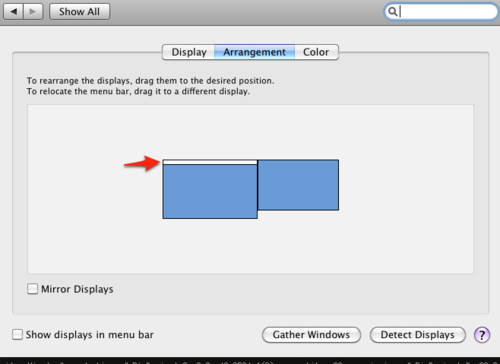 Show All
Display Arrangement Color
To rearrange the displays, drag them to the desired position.
To relocate the menu bar, drag it to a different display.
Mirror Displays
Show displays in menu bar
Gather Windows
Detect Displays
?